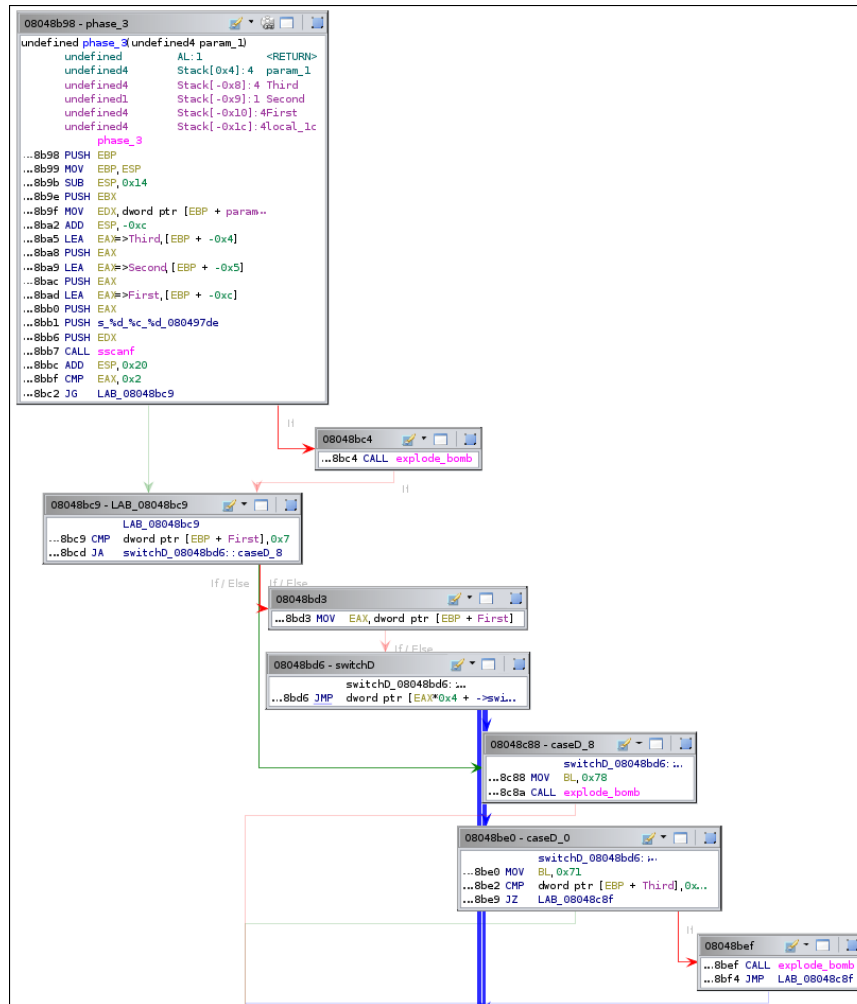 08048b98 - phase_3
undefined phase_3(undefined4 param_1)
undefined AL:1 <RETURN>
undefined4 Stack[0x4]:4 param_1
undefined4 Stack[-0x8]:4 Third
undefined1 Stack[-0x9]:1 Second
undefined4 Stack[-0x10]:4First
undefined4 Stack[-0x1c]:4local_1c
phase_3
...8b98 PUSH EBP
...8b99 MOV EBP,ESP
...8b9b SUB ESP,0x14
...8b9e PUSH EBX
...8b9f MOV EDX,dword ptr [EBP + param...
...8ba2 ADD ESP,-0xc
...8ba5 LEA EAX=>Third,[EBP + -0x4]
...8ba8 PUSH EAX
...8ba9 LEA EAX=>Second,[EBP + -0x5]
...8bac PUSH EAX
...8bad LEA EAX=>First,[EBP + -0xc]
...8bb0 PUSH EAX
...8bb1 PUSH s_%d_%c_%d_080497de
...8bb6 PUSH EDX
...8bb7 CALL sscanf
...8bbc ADD ESP,0x20
...8bbf CMP EAX,0x2
...8bc2 JG LAB_08048bc9
If
08048bc4
...8bc4 CALL explode_bomb
If
08048bc9 - LAB_08048bc9
LAB_08048bc9
...8bc9 CMP dword ptr [EBP + First],0x7
...8bcd JA switchD_08048bd6::caseD_8
If / Else If / Else
08048bd3
...8bd3 MOV EAX,dword ptr [EBP + First]
If / Else
08048bd6 - switchD
switchD_08048bd6:...
...8bd6 JMP dword ptr [EAX*0x4 + ->swi...
08048c88 - caseD_8
switchD_08048bd6:...
...8c88 MOV BL,0x78
...8c8a CALL explode_bomb
08048be0 - caseD_0
switchD_08048bd6:...
...8be0 MOV BL,0x71
...8be2 CMP dword ptr [EBP + Third],0x...
...8be9 JZ LAB_08048c8f
If
08048bef
...8bef CALL explode_bomb
...8bf4 JMP LAB_08048c8f